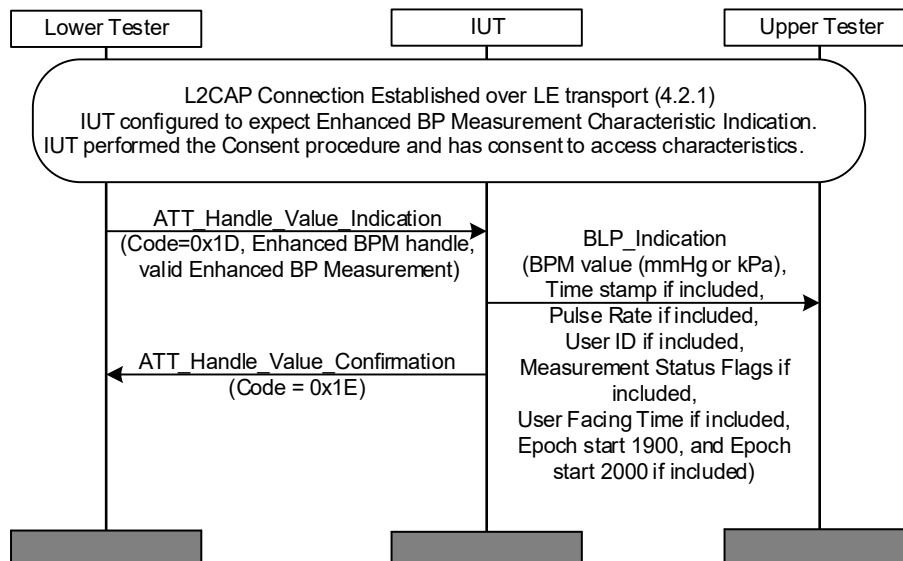 Lower Tester
IUT
Upper Tester
L2CAP Connection Established over LE transport (4.2.1)
IUT configured to expect Enhanced BP Measurement Characteristic Indication.
IUT performed the Consent procedure and has consent to access characteristics.
ATT_Handle_Value_Indication
(Code=0x1D, Enhanced BPM handle,
valid Enhanced BP Measurement)
BLP_Indication
(BPM value (mmHg or kPa),
Time stamp if included,
Pulse Rate if included,
User ID if included,
Measurement Status Flags if
included,
User Facing Time if included,
Epoch start 1900, and Epoch
start 2000 if included)
ATT_Handle_Value_Confirmation
(Code = 0x1E)